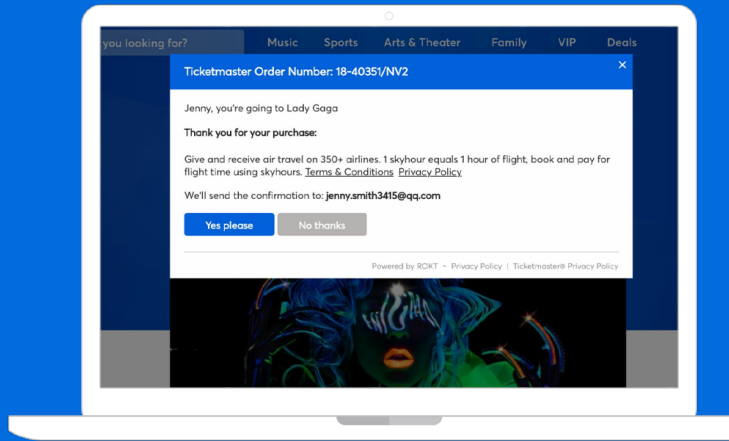 you looking for?
Music Sports Arts & Theater Family VIP Deals
Ticketmaster Order Number: 18-40351/NV2
×
Jenny, you're going to Lady Gaga
Thank you for your purchase:
Give and receive air travel on 350+ airlines. 1 skyhour equals 1 hour of flight, book and pay for
flight time using skyhours. Terms & Conditions Privacy Policy
We'll send the confirmation to: jenny.smith3415@qq.com
Yes please
No thanks
Powered by ROKT - Privacy Policy | Ticketmaster® Privacy Policy
ENIGMA